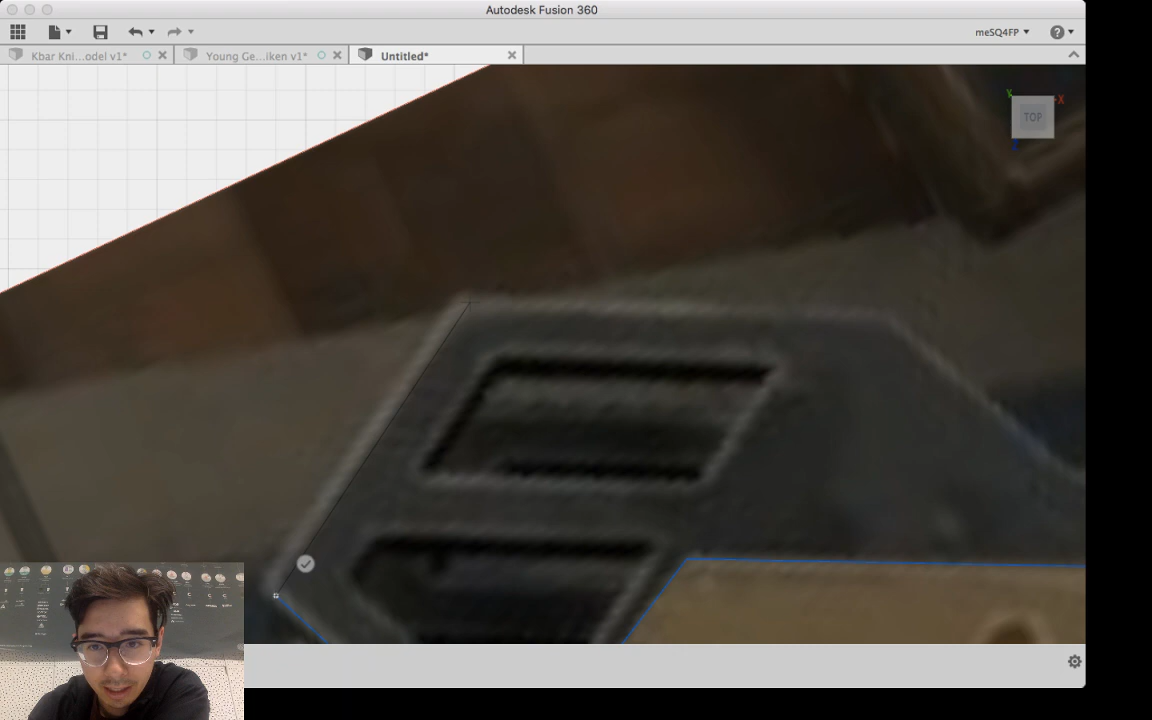 Autodesk Fusion 360
meSQ4FP
Kbar Kni...odel v1*
Young Ge...iken v1*
Untitled*
Y
X
TOP